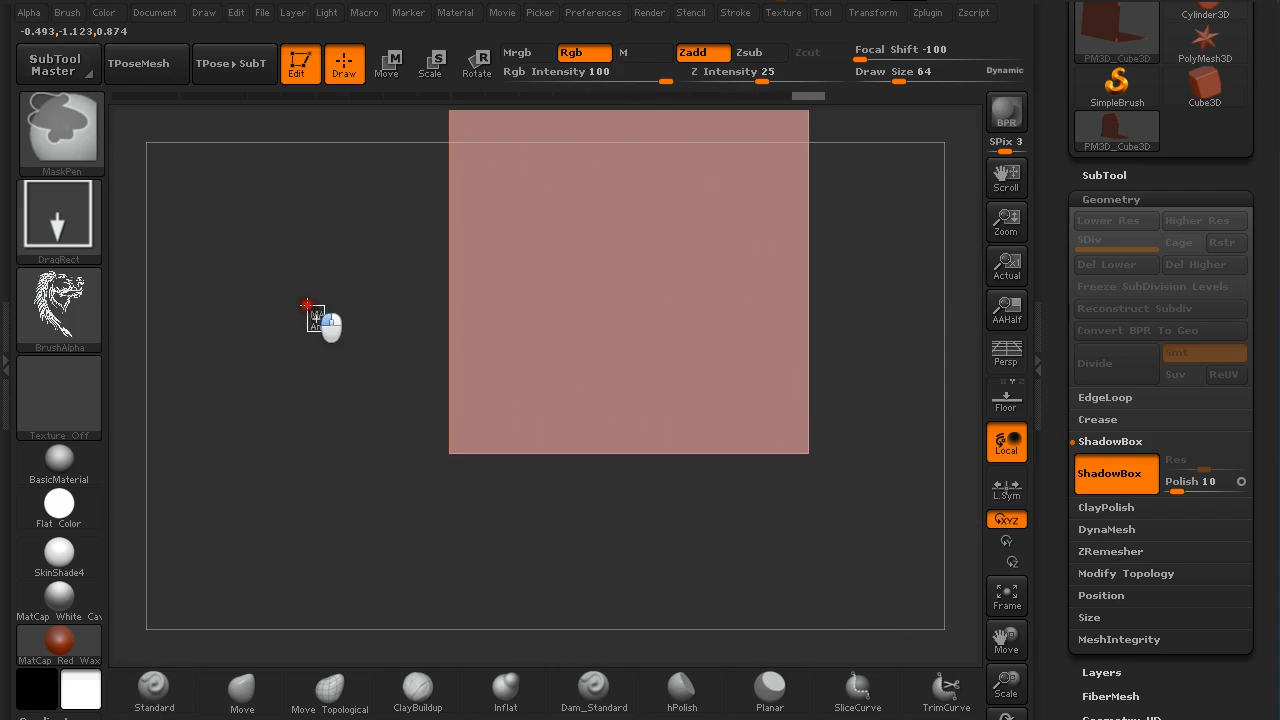 Alpha Brush Color Document Draw Edit File Layer Light Macro Marker Material Movie Picker Preferences Render Stencil Stroke Texture Tool Transform Zplugin Zscript
-0.493,-1.123,0.874
SubTool Master
TPoseMesh
TPose▸SubT
Edit
Draw
Move
Scale
Rotate
Mrgb Rgb M
Rgb Intensity 100
Zadd Zsub Zcut
Z Intensity 25
Focal Shift -100
Draw Size 64
Dynamic
MaskPen
DragRect
BrushAlpha
Texture Off
BasicMaterial
Flat Color
SkinShade4
MatCap White Cav
MatCap Red Wax
BPR
SPix 3
Scroll
Zoom
Actual
AAHalf
Persp
Floor
Local
L.Sym
XYZ
Y
Z
Frame
Move
Scale
Standard
Move
Move Topological
ClayBuildup
Inflat
Dam_Standard
hPolish
Planar
SliceCurve
TrimCurve
Cylinder3D
PM3D_Cube3D
PolyMesh3D
SimpleBrush
Cube3D
PM3D_Cube3D
SubTool
Geometry
Lower Res Higher Res
SDiv Cage Rstr
Del Lower Del Higher
Freeze SubDivision Levels
Reconstruct Subdiv
Convert BPR To Geo
Divide
Smt
Suv ReUV
EdgeLoop
Crease
ShadowBox
ShadowBox
Res
Polish 10
ClayPolish
DynaMesh
ZRemesher
Modify Topology
Position
Size
MeshIntegrity
Layers
FiberMesh